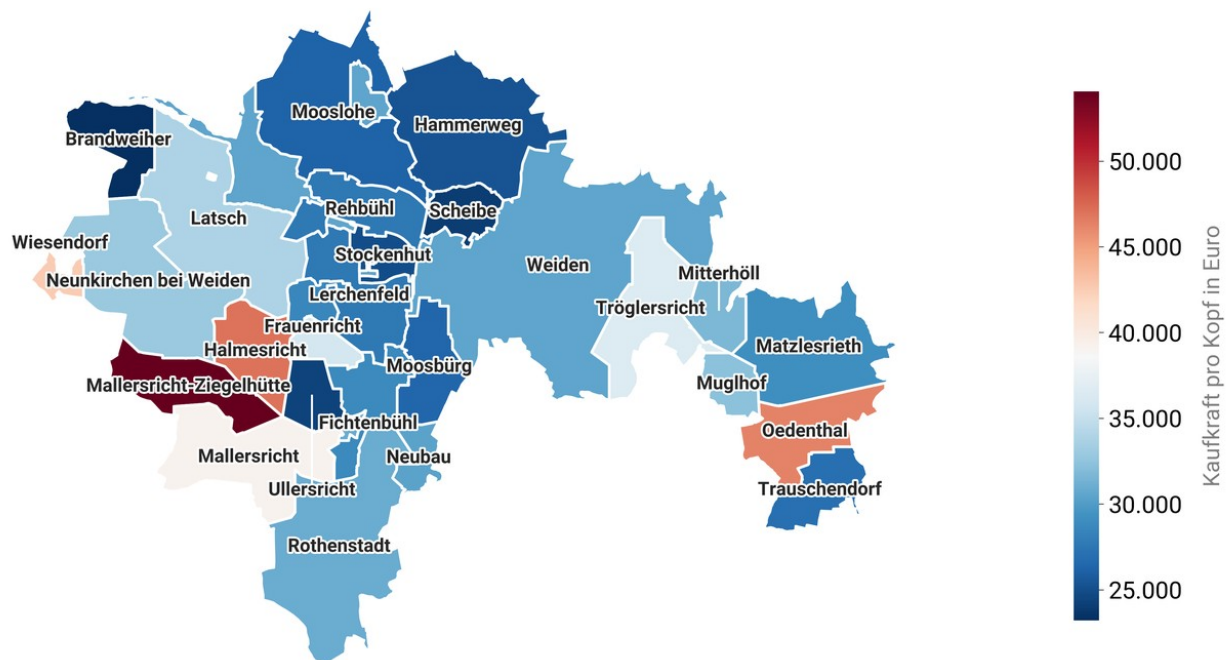 Mooslohe
Hammerweg
Brandweiher
Rehbühl
Scheibe
Latsch
Wiesendorf
Stockenhut
Weiden
Mitterhöll
Neunkirchen bei Weiden
Lerchenfeld
Tröglersricht
Frauenricht
Halmesricht
Matzlesrieth
Moosbürg
Mallersricht-Ziegelhütte
Muglhof
Fichtenbühl
Oedenthal
Mallersricht
Neubau
Ullersricht
Trauschendorf
Rothenstadt
50.000
45.000
40.000
35.000
30.000
25.000
Kaufkraft pro Kopf in Euro